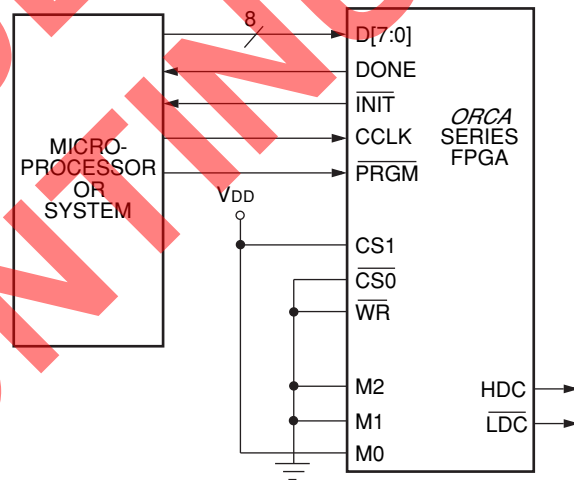 8
D[7:0]
DONE
INIT
CCLK
PRGM
MICRO-
PROCESSOR
OR
SYSTEM
ORCA
SERIES
FPGA
VDD
CS1
CS0
WR
M2
M1
M0
HDC
LDC